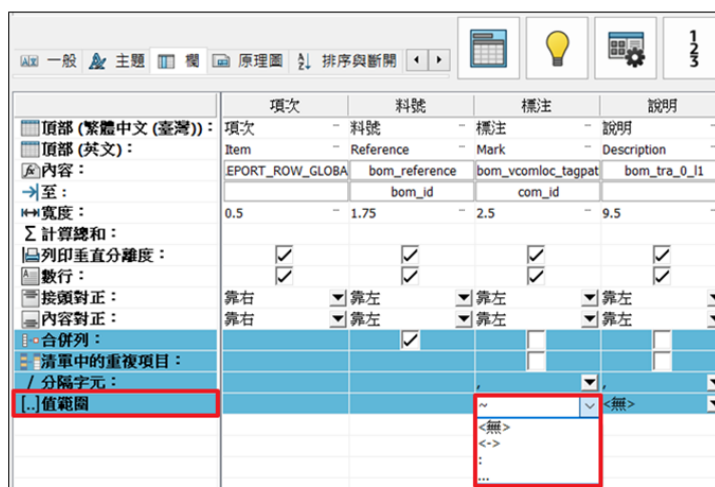 一般 主題 欄 原理圖 排序與斷開
1 2 3
項次 料號 標注 說明
頂部 (繁體中文 (臺灣))： 項次 料號 標注 說明
頂部 (英文)： Item Reference Mark Description
內容： .EPORT_ROW_GLOBA bom_reference bom_vcomloc_tagpat bom_tra_0_l1
至： bom_id com_id
寬度： 0.5 1.75 2.5 9.5
Σ 計算總和：
列印垂直分離度：
數行：
接頭對正： 靠右 靠左 靠左 靠左
內容對正： 靠右 靠左 靠左 靠左
合併列：
清單中的重複項目：
/ 分隔字元： , ,
[..]值範圍 ~ <無>
<無>
<->
:
...